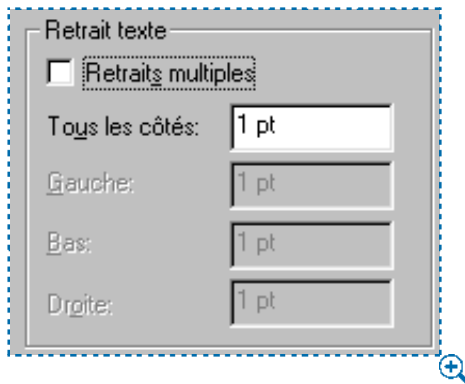 Retrait texte
Retraits multiples
Tous les côtés: 1 pt
Gauche: 1 pt
Bas: 1 pt
Droite: 1 pt